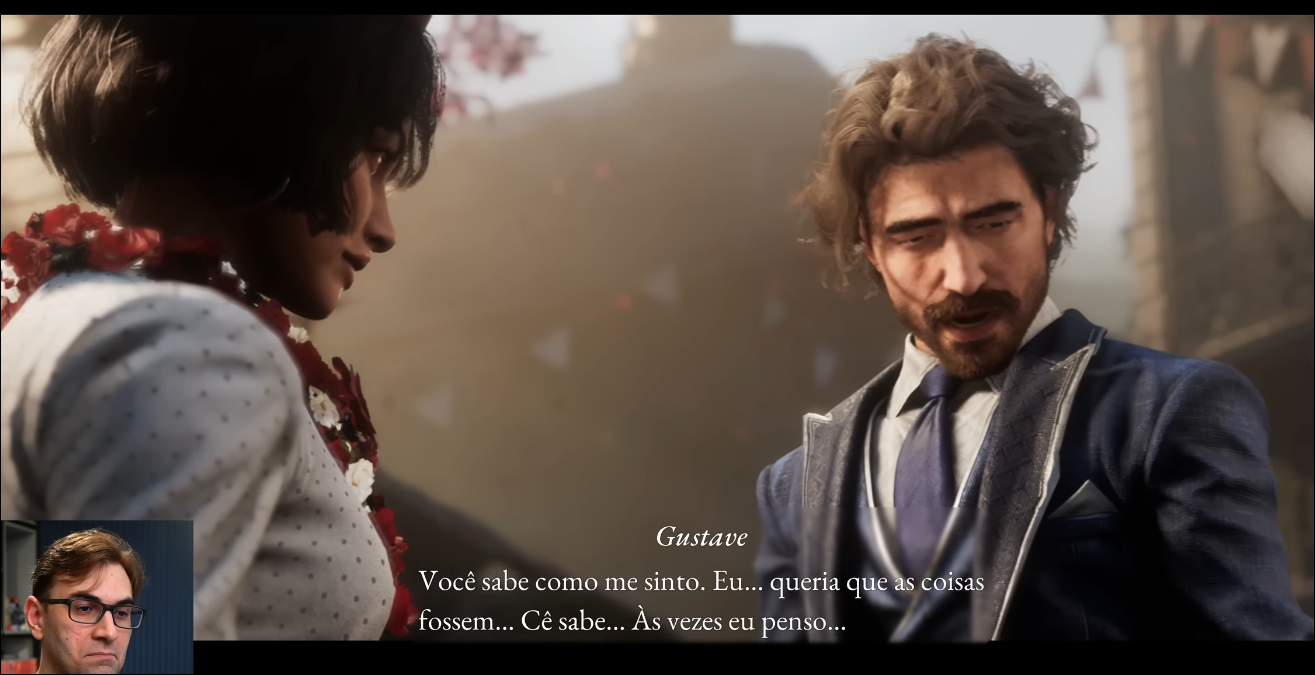 Gustave
Você sabe como me sinto. Eu... queria que as coisas
fossem... Cê sabe... Às vezes eu penso...